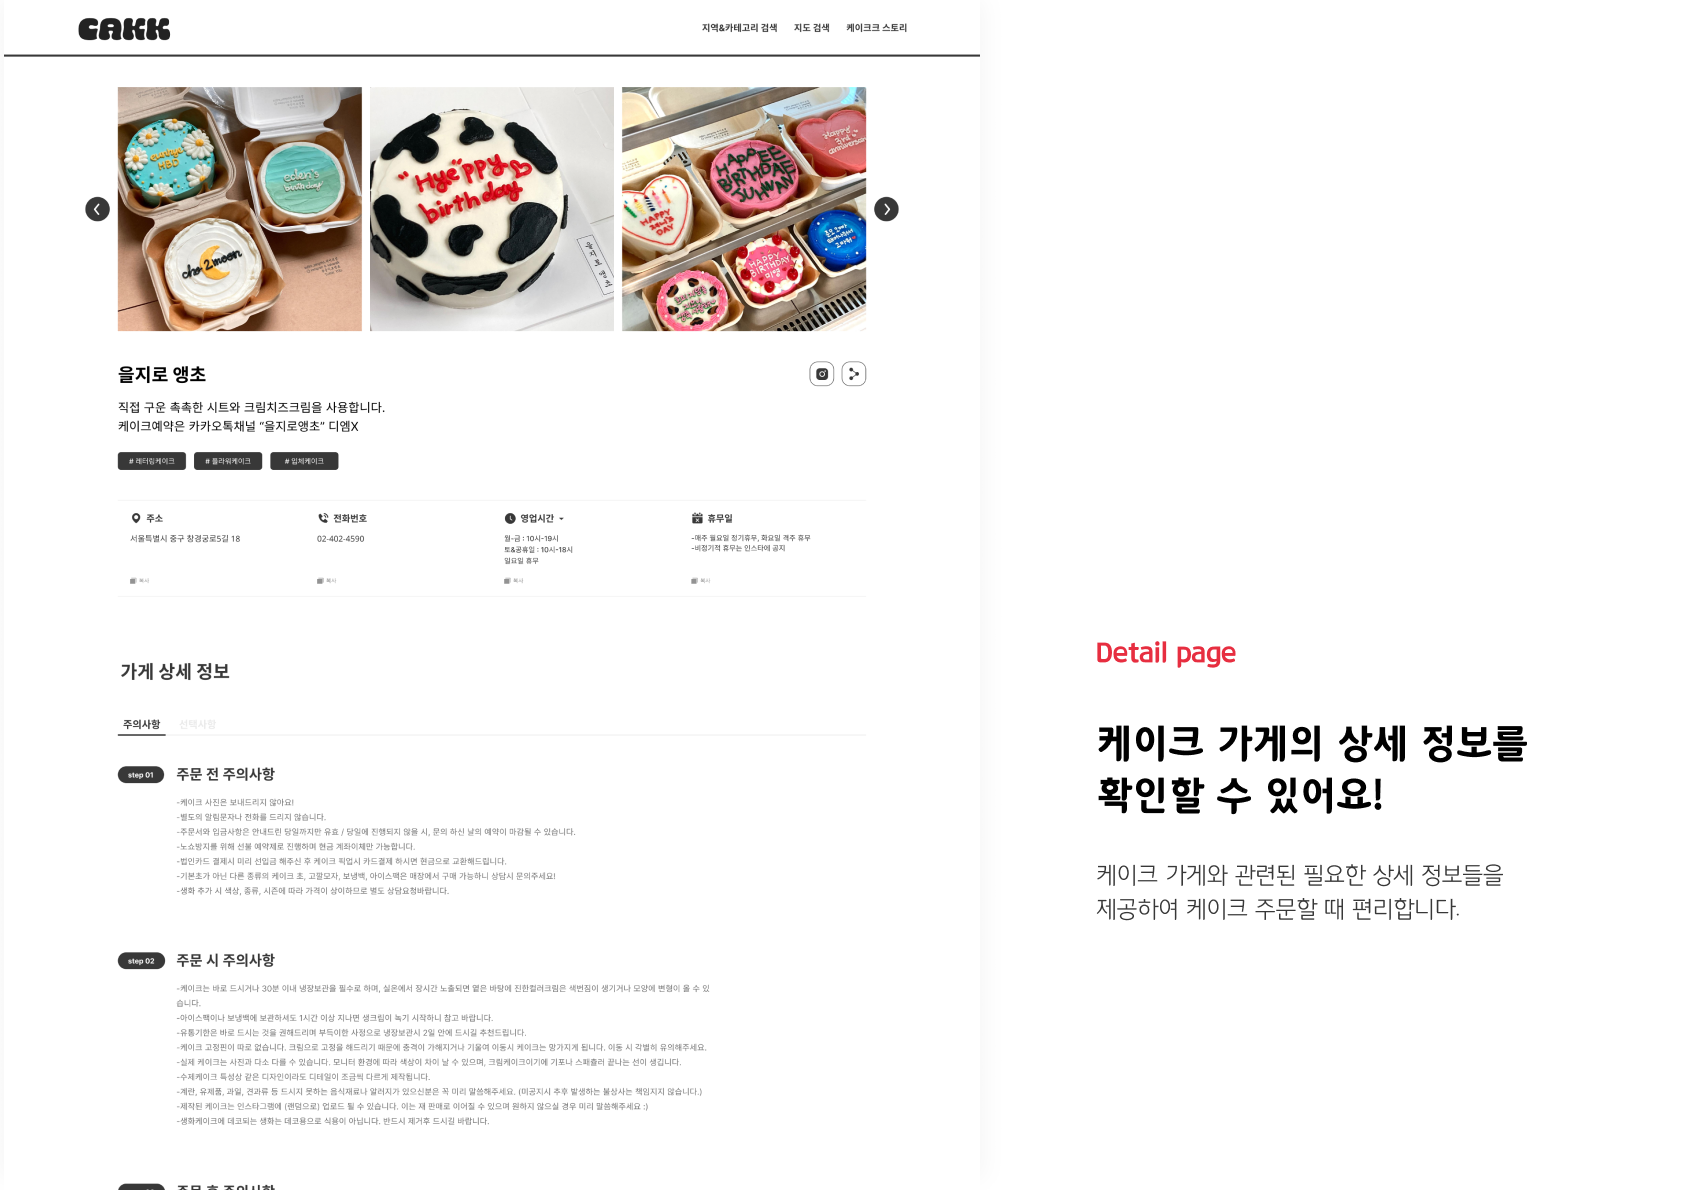 CAKK
지역&카테고리 검색 지도 검색 케이크크 스토리
eunhye HBD
eden's
birthday
cho 2 moon
"Hye"ppy
birthday
을지로 앵초
HAPPY
DAY
HAPPEE
BIRTHDAE
JUHWAN
Happy
3rd
anniversary
HAPPY
BIRTHDAY
미영
을지로 앵초
직접 구운 촉촉한 시트와 크림치즈크림을 사용합니다.
케이크예약은 카카오톡채널 “을지로앵초” 디엠X
# 레터링케이크 # 플라워케이크 # 입체케이크
주소
서울특별시 중구 창경궁로5길 18
복사
전화번호
02-402-4590
복사
영업시간
월-금 : 10시-19시
토&공휴일 : 10시-18시
일요일 휴무
복사
휴무일
-매주 월요일 정기휴무, 화요일 격주 휴무
-비정기적 휴무는 인스타에 공지
복사
가게 상세 정보
주의사항 선택사항
step 01 주문 전 주의사항
-케이크 사진은 보내드리지 않아요!
-별도의 알림문자나 전화를 드리지 않습니다.
-주문서와 입금사항은 안내드린 당일까지만 유효 / 당일에 진행되지 않을 시, 문의 하신 날의 예약이 마감될 수 있습니다.
-노쇼방지를 위해 선불 예약제로 진행하며 현금 계좌이체만 가능합니다.
-법인카드 결제시 미리 선입금 해주신 후 케이크 픽업시 카드결제 하시면 현금으로 교환해드립니다.
-기본초가 아닌 다른 종류의 케이크 초, 고깔모자, 보냉백, 아이스팩은 매장에서 구매 가능하니 상담시 문의주세요!
-생화 추가 시 색상, 종류, 시즌에 따라 가격이 상이하므로 별도 상담요청바랍니다.
step 02 주문 시 주의사항
-케이크는 바로 드시거나 30분 이내 냉장보관을 필수로 하며, 실온에서 장시간 노출되면 옅은 바탕에 진한컬러크림은 색번짐이 생기거나 모양에 변형이 올 수 있
습니다.
-아이스팩이나 보냉백에 보관하셔도 1시간 이상 지나면 생크림이 녹기 시작하니 참고 바랍니다.
-유통기한은 바로 드시는 것을 권해드리며 부득이한 사정으로 냉장보관시 2일 안에 드시길 추천드립니다.
-케이크 고정핀이 따로 없습니다. 크림으로 고정을 해드리기 때문에 충격이 가해지거나 기울여 이동시 케이크는 망가지게 됩니다. 이동 시 각별히 유의해주세요.
-실제 케이크는 사진과 다소 다를 수 있습니다. 모니터 환경에 따라 색상이 차이 날 수 있으며, 크림케이크이기에 기포나 스패츌러 끝나는 선이 생깁니다.
-수제케이크 특성상 같은 디자인이라도 디테일이 조금씩 다르게 제작됩니다.
-계란, 유제품, 과일, 견과류 등 드시지 못하는 음식재료나 알러지가 있으신분은 꼭 미리 말씀해주세요. (미공지시 추후 발생하는 불상사는 책임지지 않습니다.)
-제작된 케이크는 인스타그램에 (랜덤으로) 업로드 될 수 있습니다. 이는 재 판매로 이어질 수 있으며 원하지 않으실 경우 미리 말씀해주세요 :)
-생화케이크에 데코되는 생화는 데코용으로 식용이 아닙니다. 반드시 제거후 드시길 바랍니다.
Detail page
케이크 가게의 상세 정보를
확인할 수 있어요!
케이크 가게와 관련된 필요한 상세 정보들을
제공하여 케이크 주문할 때 편리합니다.